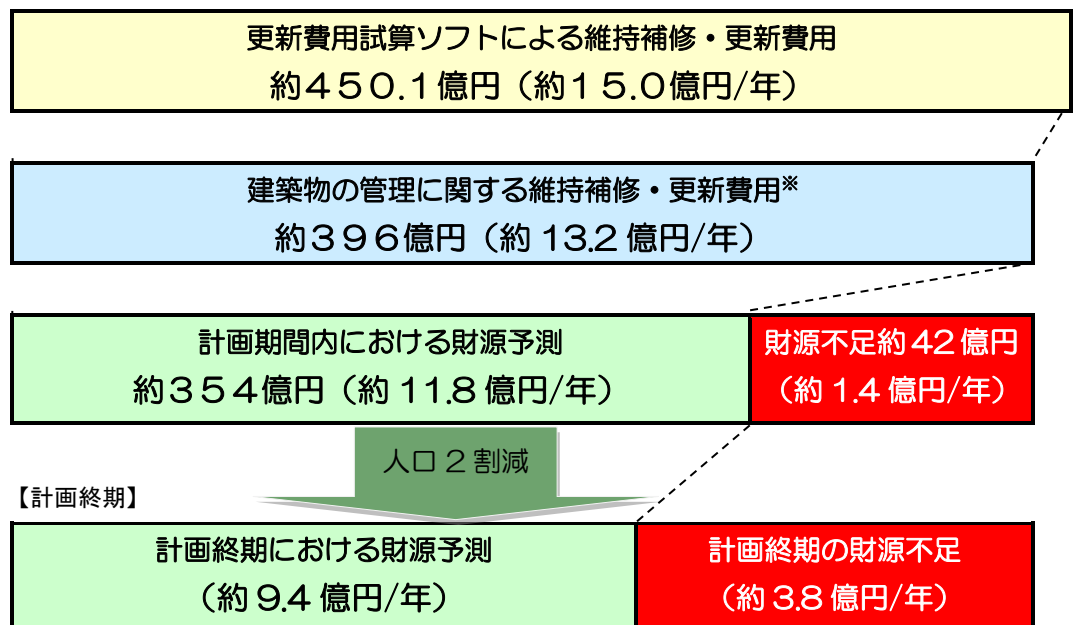 更新費用試算ソフトによる維持補修・更新費用
約４５０.１億円（約１５.０億円/年）
建築物の管理に関する維持補修・更新費用※
約３９６億円（約 13.2 億円/年）
計画期間内における財源予測
約３５４億円（約 11.8 億円/年）
財源不足約 42 億円
（約 1.4 億円/年）
人口 2 割減
【計画終期】
計画終期における財源予測
（約 9.4 億円/年）
計画終期の財源不足
（約 3.8 億円/年）